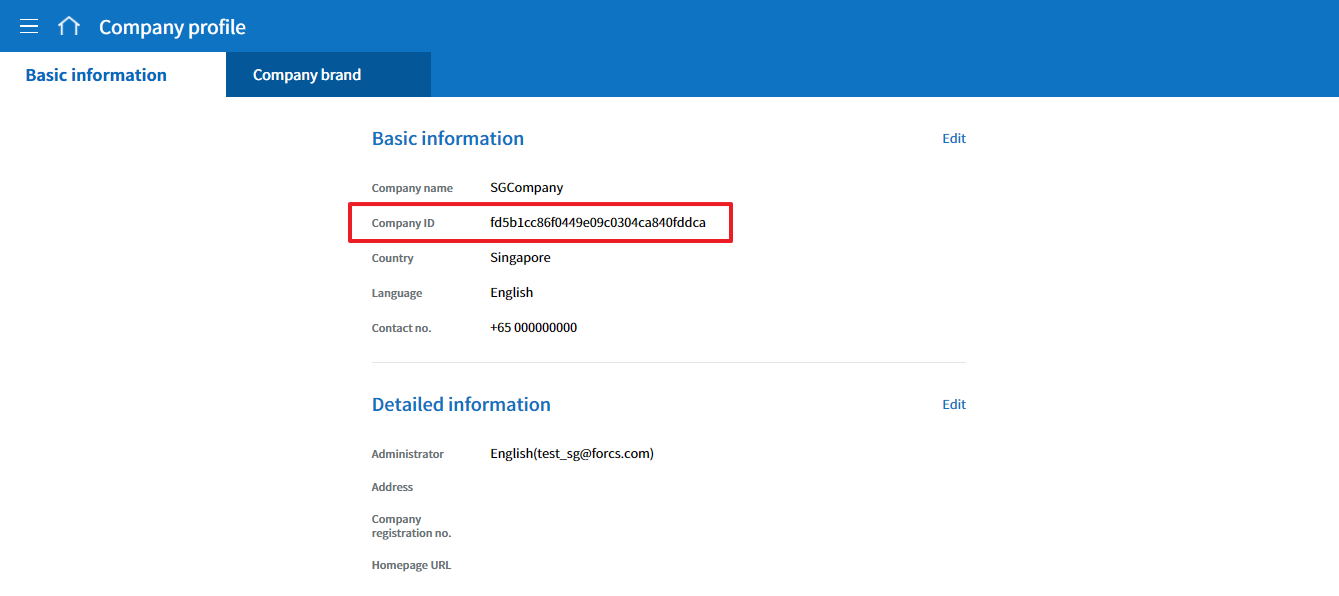 Company profile
Basic information
Company brand
Basic information
Edit
Company name SGCompany
Company ID fd5b1cc86f0449e09c0304ca840fddca
Country Singapore
Language English
Contact no. +65 000000000
Detailed information
Edit
Administrator English(test_sg@forcs.com)
Address
Company
registration no.
Homepage URL